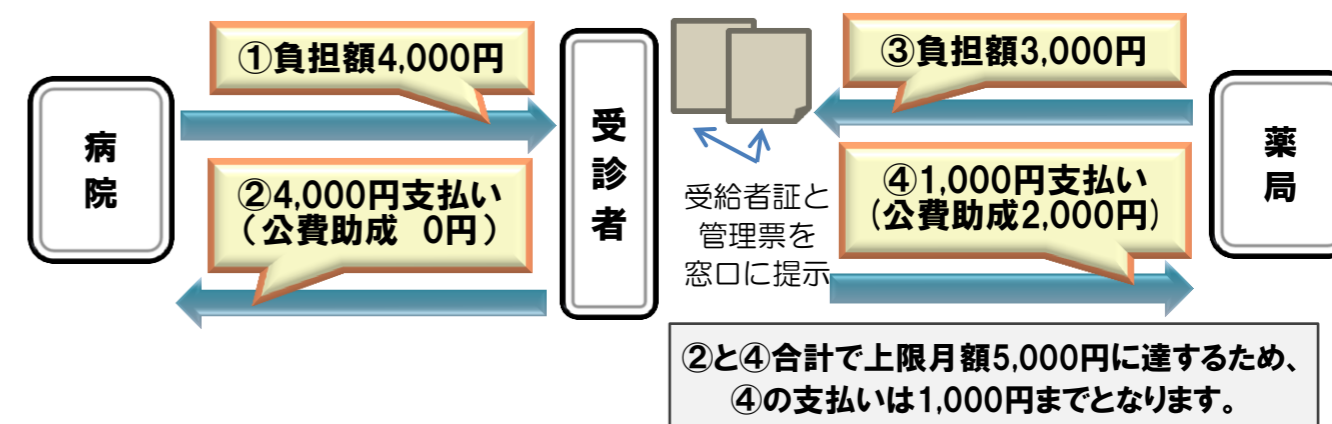 ①負担額4,000円
③負担額3,000円
病院
受診者
薬局
②4,000円支払い
（公費助成　0円）
受給者証と
管理票を
窓口に提示
④1,000円支払い
(公費助成2,000円)
②と④合計で上限月額5,000円に達するため、
④の支払いは1,000円までとなります。